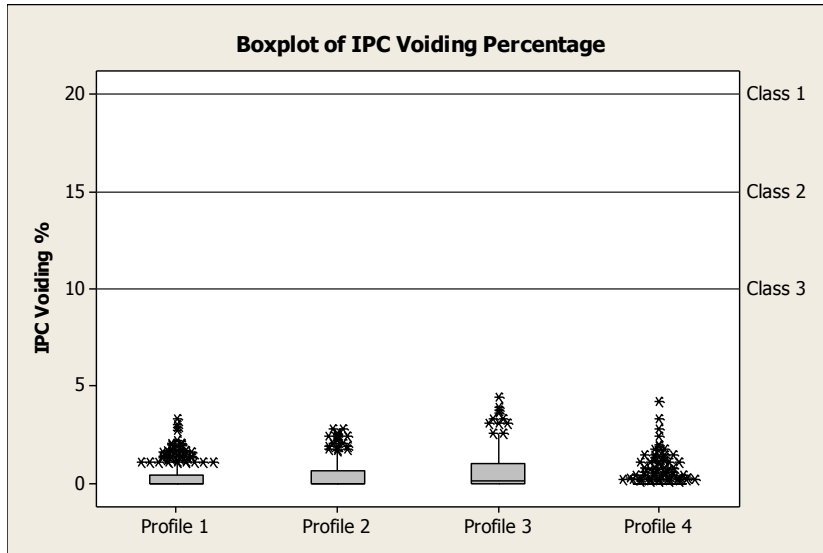 Boxplot of IPC Voiding Percentage
IPC Voiding %
20
15
10
5
0
Class 1
Class 2
Class 3
Profile 1
Profile 2
Profile 3
Profile 4